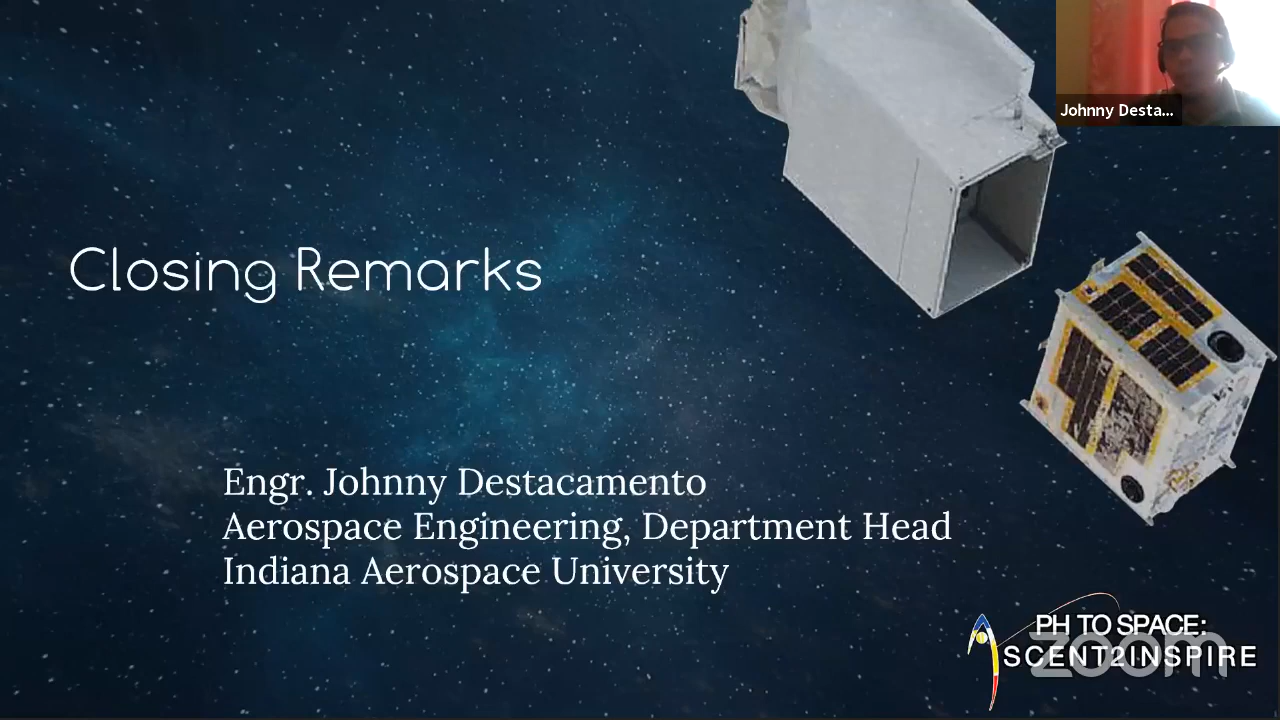 Johnny Desta...
Closing Remarks
Engr. Johnny Destacamento
Aerospace Engineering, Department Head
Indiana Aerospace University
PH TO SPACE:
SCENT2INSPIRE
zoom